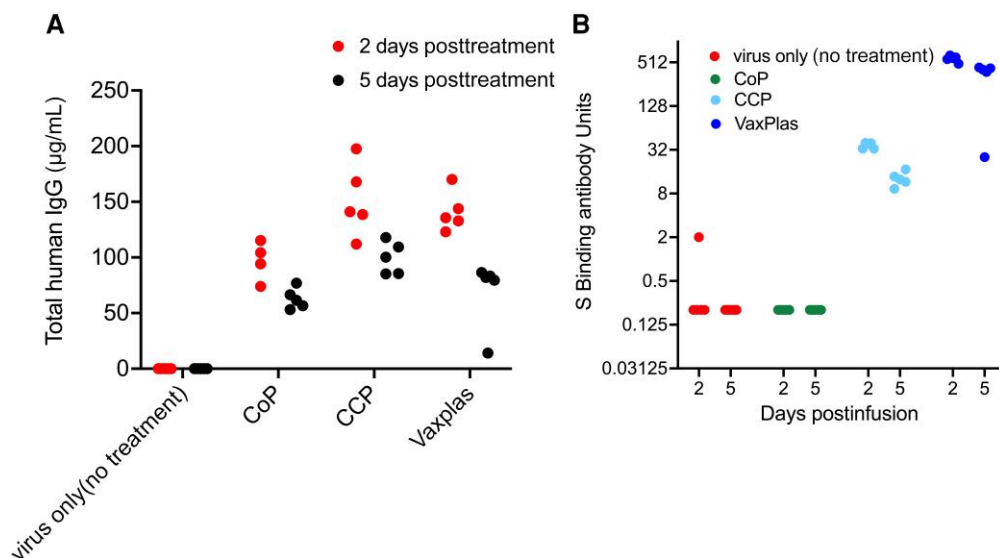 A
2 days posttreatment
5 days posttreatment
Total human IgG (µg/mL)
250
200
150
100
50
0
virus only(no treatment)
CoP
CCP
Vaxplas
B
virus only (no treatment)
CoP
CCP
VaxPlas
S Binding antibody Units
512
128
32
8
2
0.5
0.125
0.03125
2 5 2 5 2 5 2 5
Days postinfusion